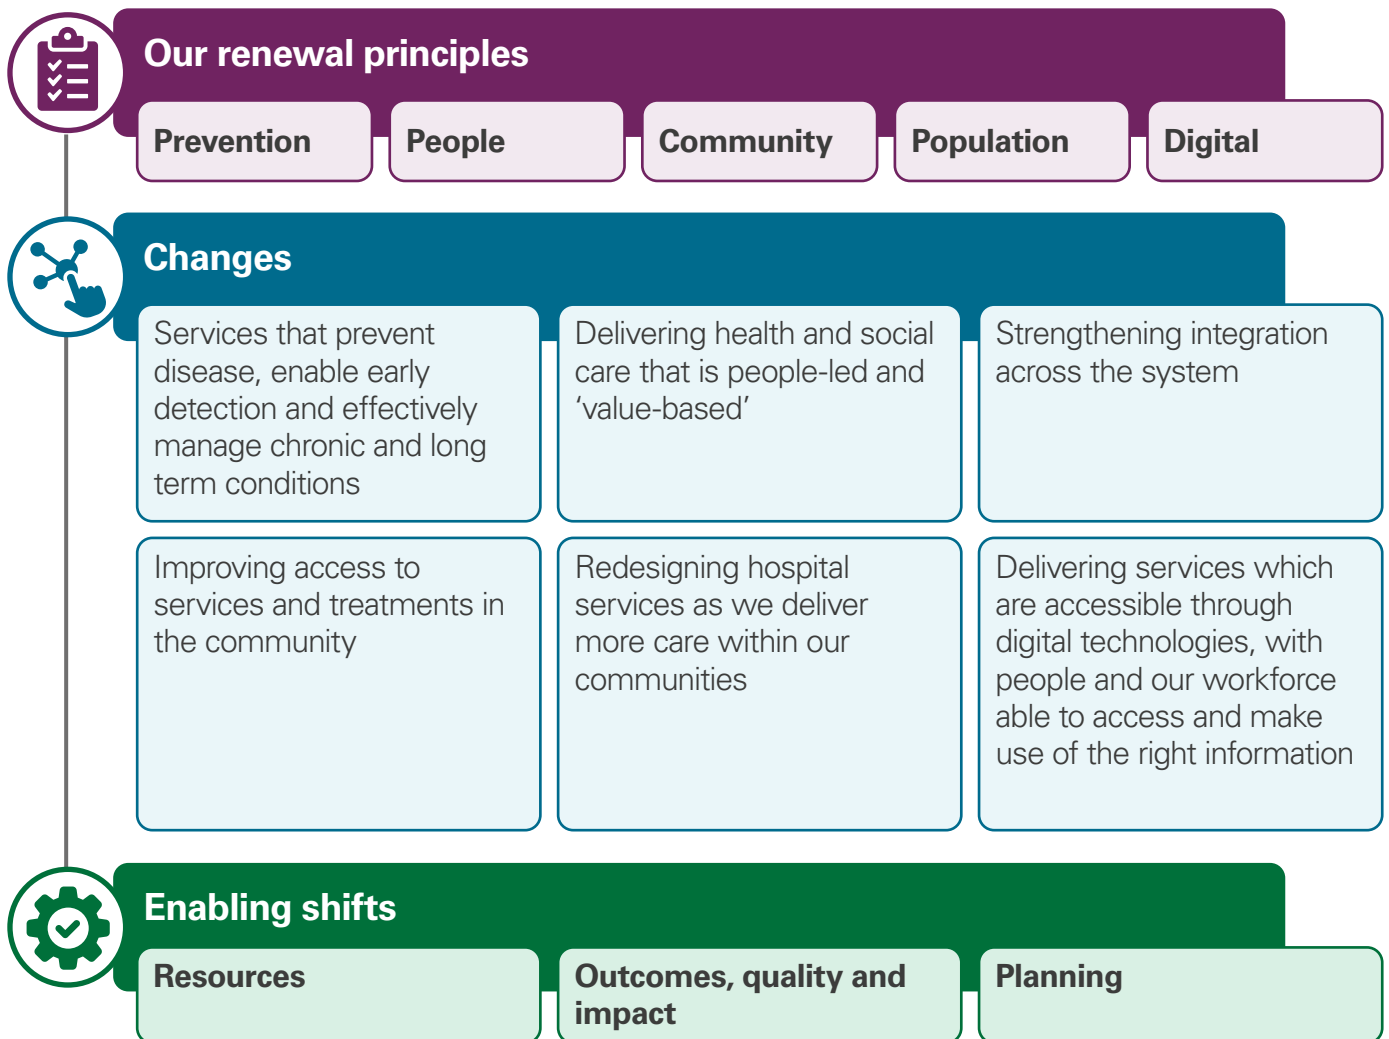 Our renewal principles
Prevention
People
Community
Population
Digital
Changes
Services that prevent
disease, enable early
detection and effectively
manage chronic and long
term conditions
Delivering health and social
care that is people-led and
‘value-based’
Strengthening integration
across the system
Improving access to
services and treatments in
the community
Redesigning hospital
services as we deliver
more care within our
communities
Delivering services which
are accessible through
digital technologies, with
people and our workforce
able to access and make
use of the right information
Enabling shifts
Resources
Outcomes, quality and
impact
Planning